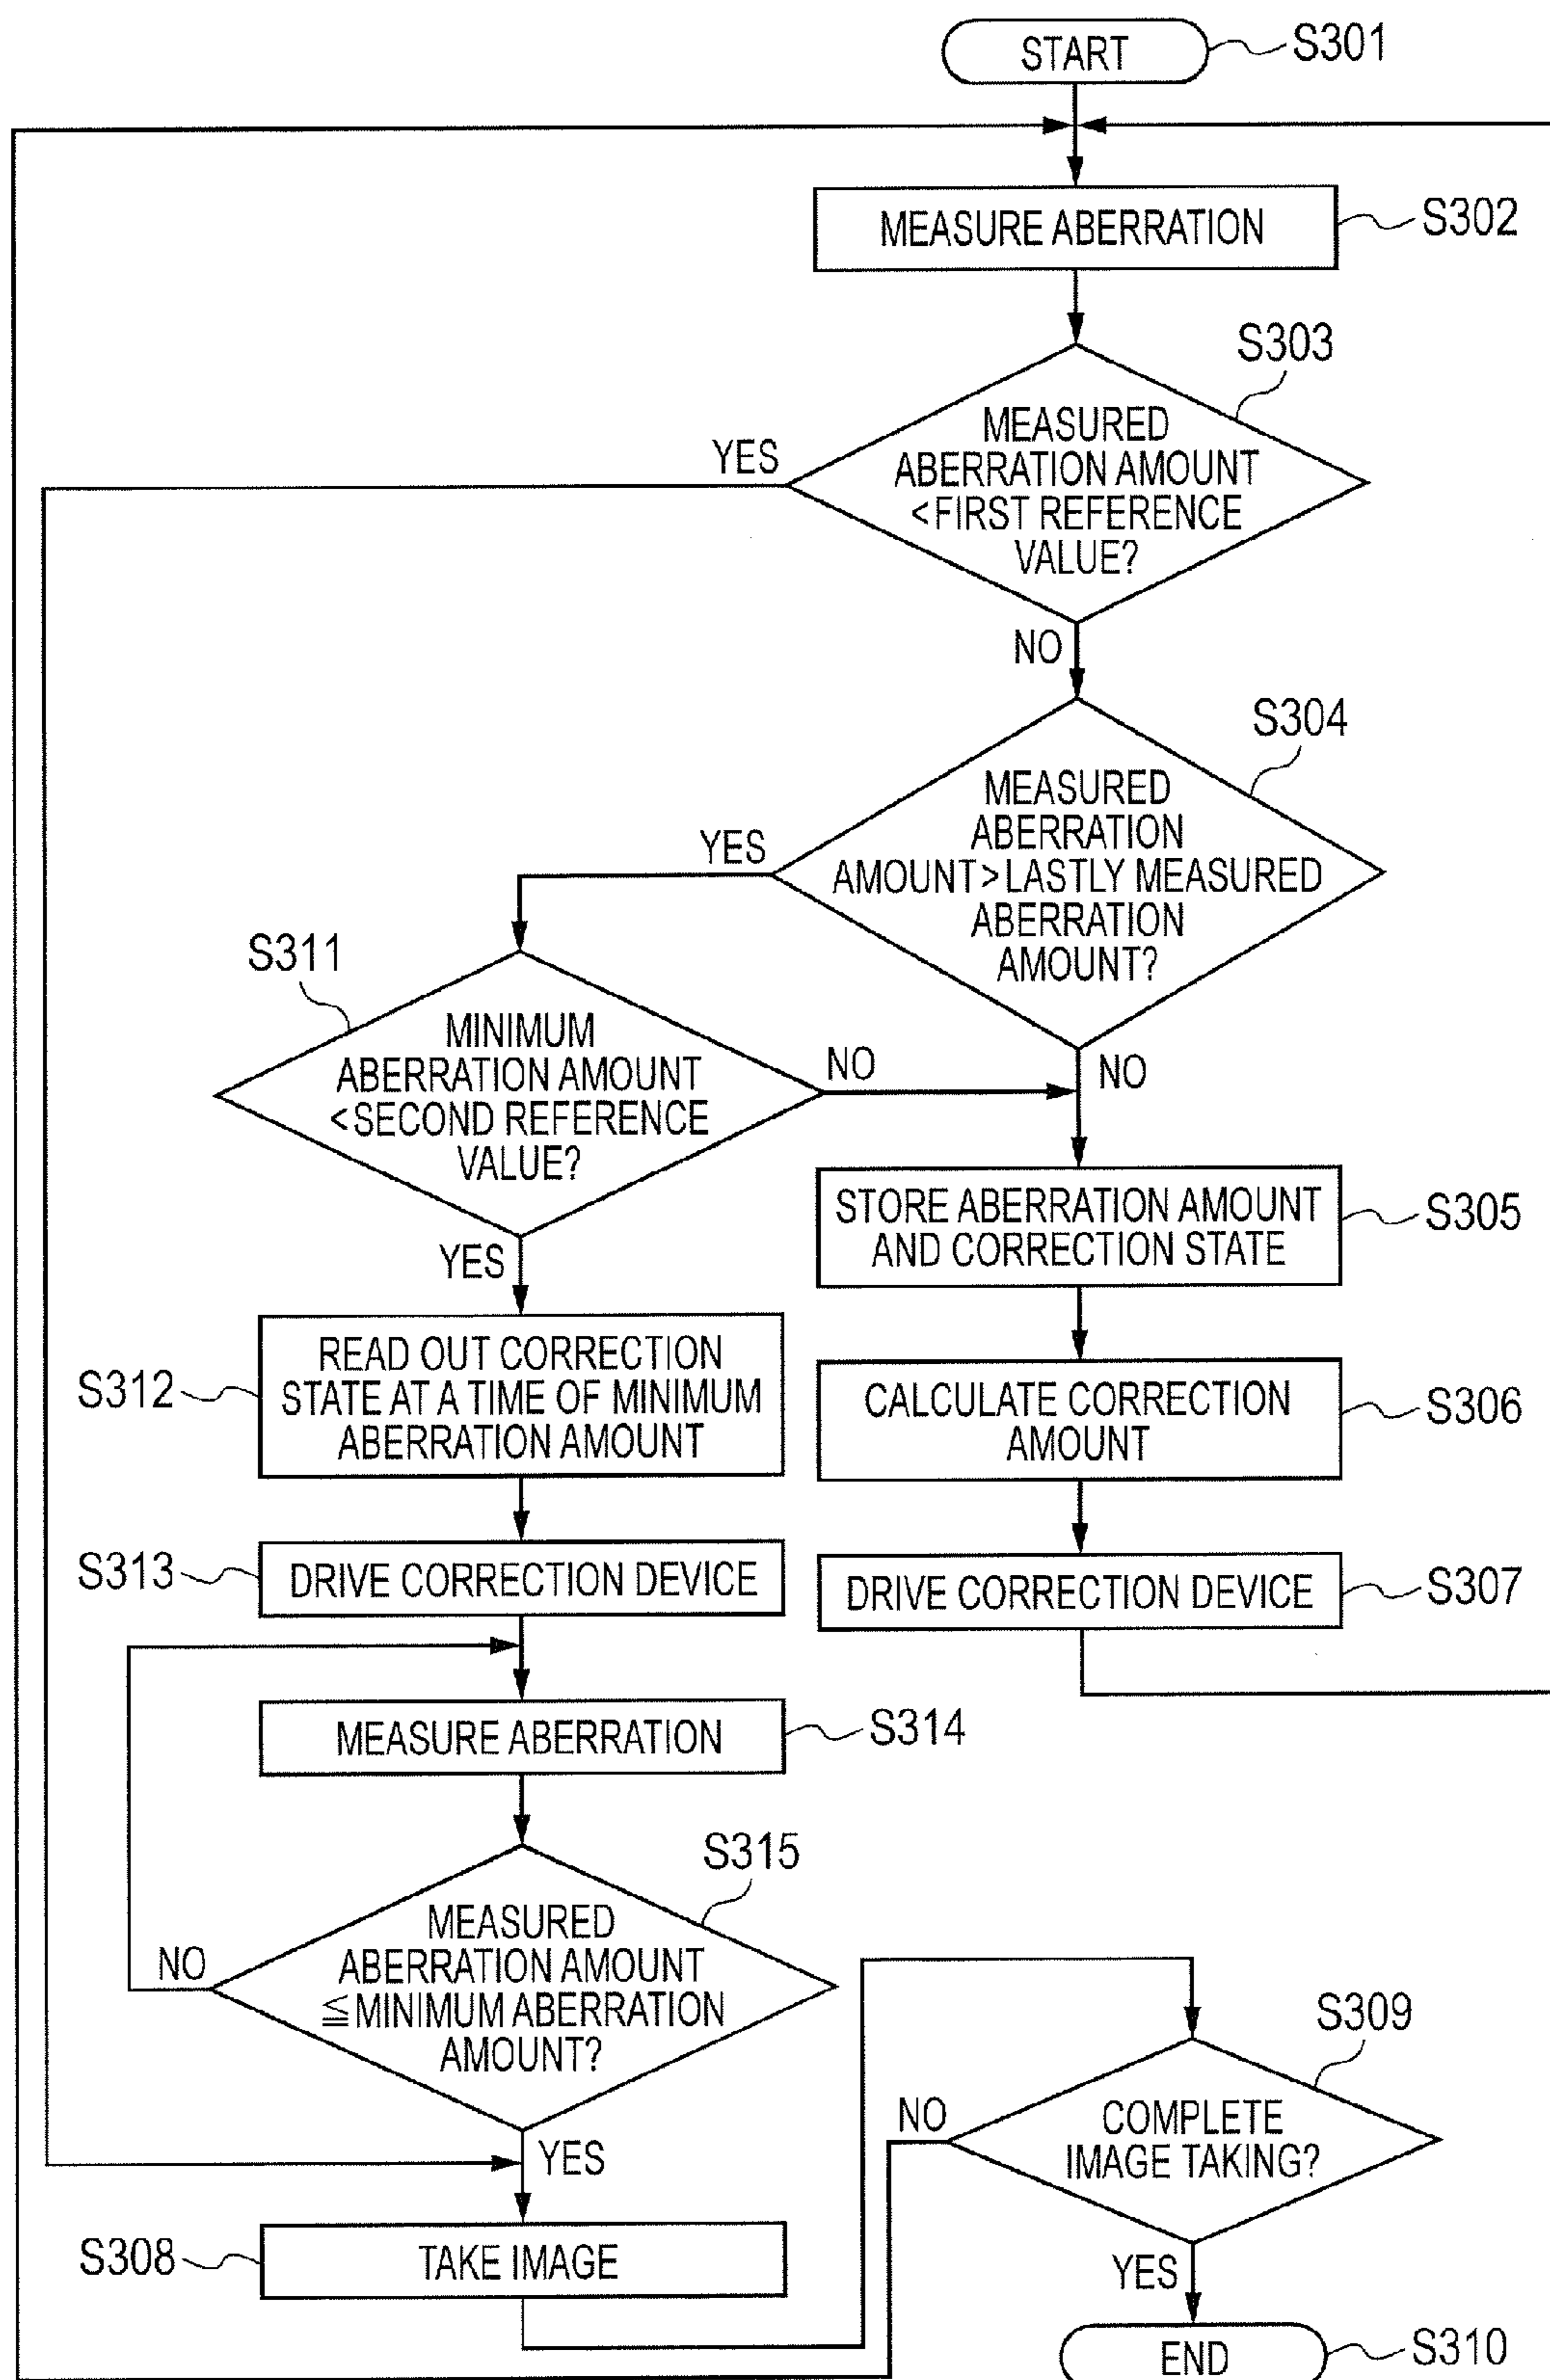 START
S301
MEASURE ABERRATION
S302
S303
MEASURED
ABERRATION AMOUNT
<FIRST REFERENCE
VALUE?
YES
NO
S304
MEASURED
ABERRATION
AMOUNT>LASTLY MEASURED
ABERRATION
AMOUNT?
YES
NO
S311
MINIMUM
ABERRATION AMOUNT
<SECOND REFERENCE
VALUE?
NO
YES
STORE ABERRATION AMOUNT
AND CORRECTION STATE
S305
S312
READ OUT CORRECTION
STATE AT A TIME OF MINIMUM
ABERRATION AMOUNT
CALCULATE CORRECTION
AMOUNT
S306
S313
DRIVE CORRECTION DEVICE
DRIVE CORRECTION DEVICE
S307
MEASURE ABERRATION
S314
S315
MEASURED
ABERRATION AMOUNT
≦MINIMUM ABERRATION
AMOUNT?
NO
YES
S308
TAKE IMAGE
S309
COMPLETE
IMAGE TAKING?
NO
YES
END
S310